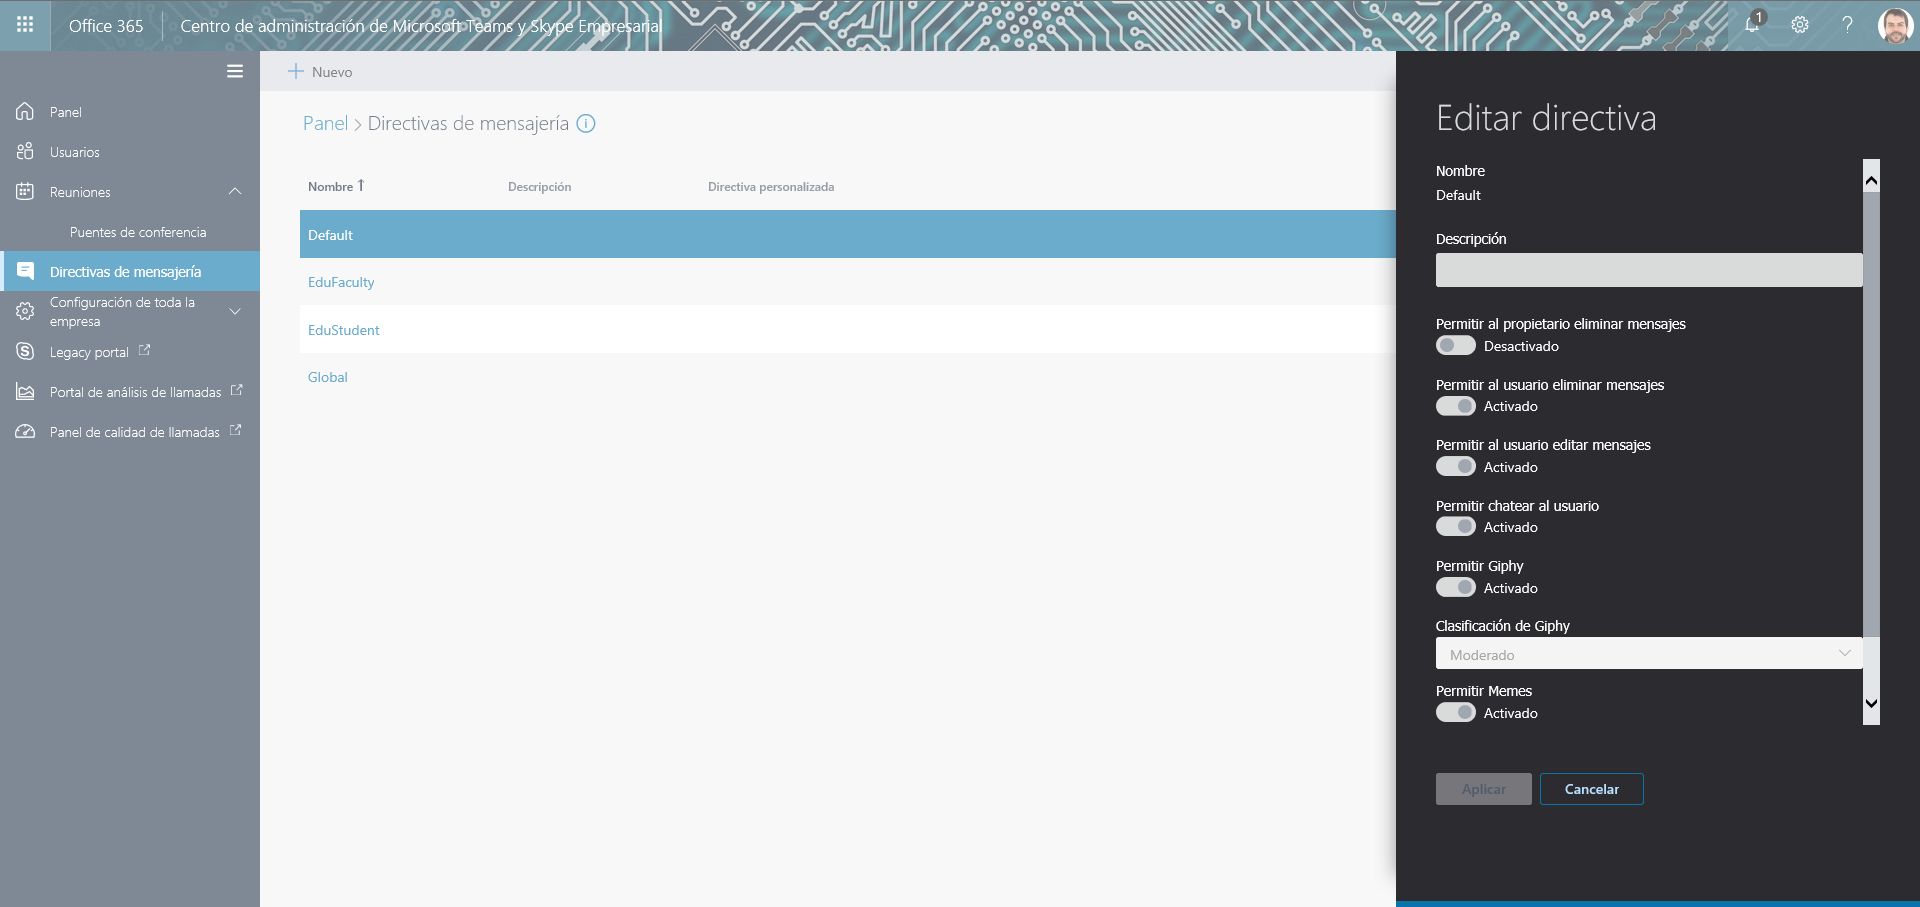 Office 365
Centro de administración de Microsoft Teams y Skype Empresarial
1
?
Nuevo
Panel
Usuarios
Reuniones
Puentes de conferencia
Directivas de mensajería
Configuración de toda la
empresa
Legacy portal
Portal de análisis de llamadas
Panel de calidad de llamadas
Panel > Directivas de mensajería
Nombre ↑ Descripción Directiva personalizada
Default
EduFaculty
EduStudent
Global
Editar directiva
Nombre
Default
Descripción
Permitir al propietario eliminar mensajes
Desactivado
Permitir al usuario eliminar mensajes
Activado
Permitir al usuario editar mensajes
Activado
Permitir chatear al usuario
Activado
Permitir Giphy
Activado
Clasificación de Giphy
Moderado
Permitir Memes
Activado
Aplicar Cancelar